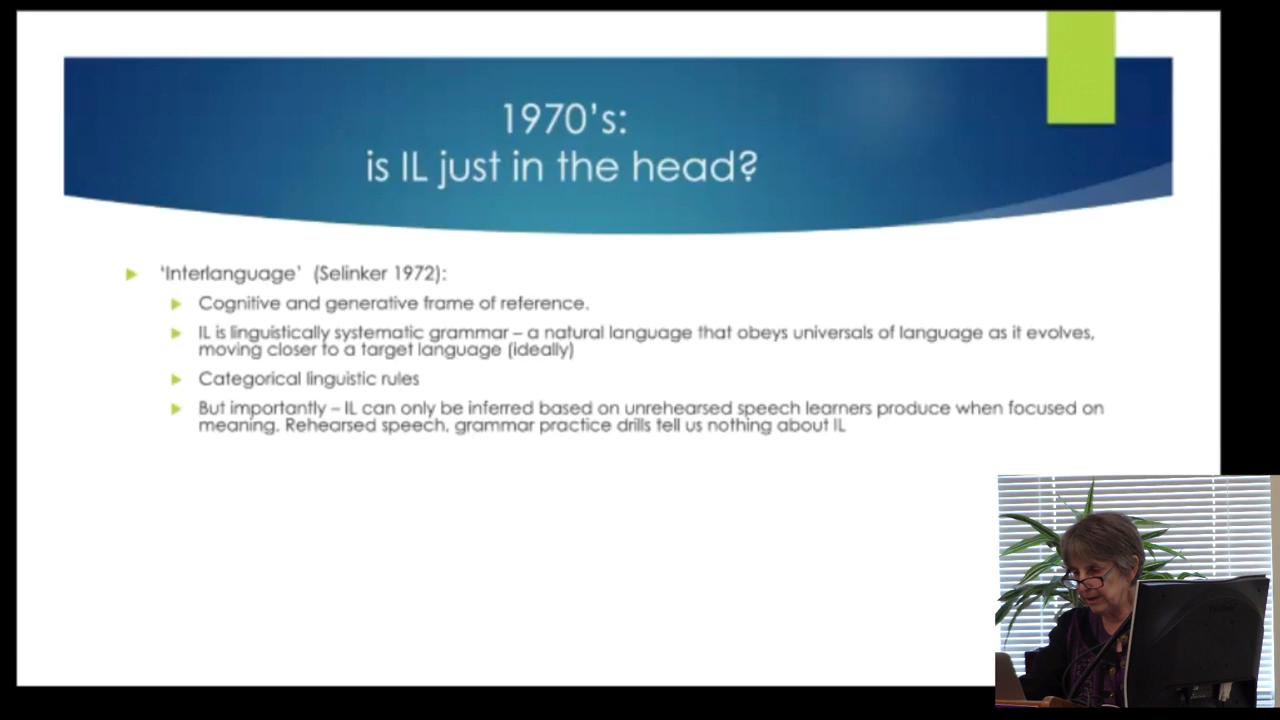 1970's:
is IL just in the head?
'Interlanguage' (Selinker 1972):
Cognitive and generative frame of reference.
IL is linguistically systematic grammar – a natural language that obeys universals of language as it evolves,
moving closer to a target language (ideally)
Categorical linguistic rules
But importantly – IL can only be inferred based on unrehearsed speech learners produce when focused on
meaning. Rehearsed speech, grammar practice drills tell us nothing about IL